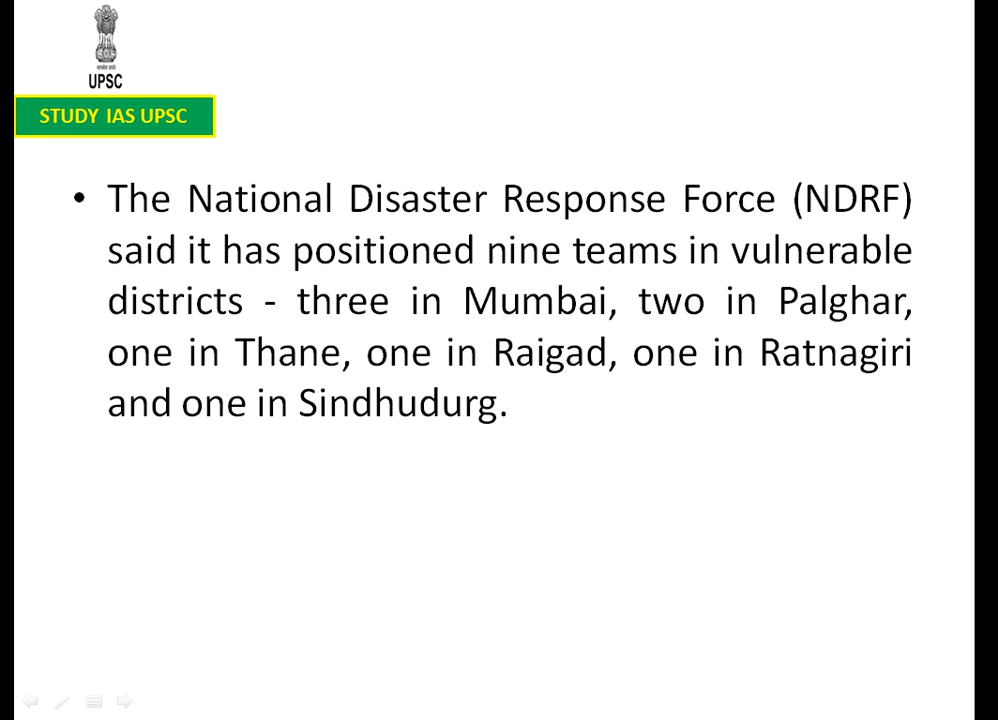 UPSC
STUDY IAS UPSC
• The National Disaster Response Force (NDRF)
said it has positioned nine teams in vulnerable
districts - three in Mumbai, two in Palghar,
one in Thane, one in Raigad, one in Ratnagiri
and one in Sindhudurg.